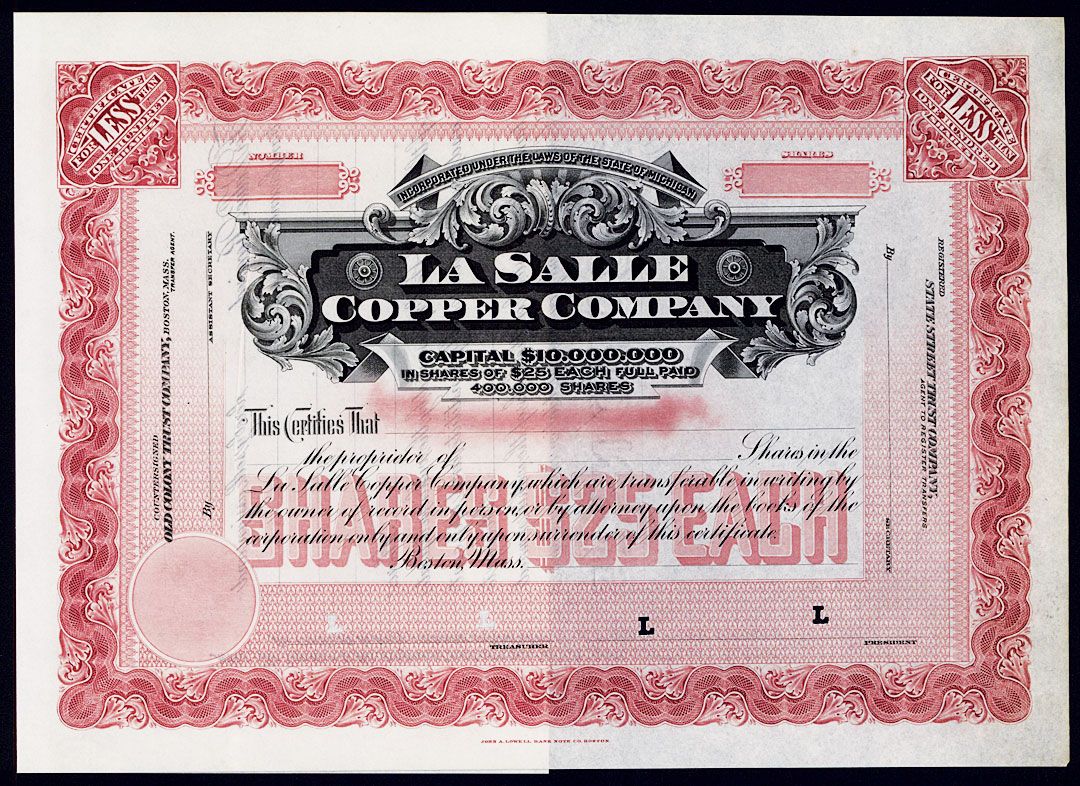 CERTIFICATE
FOR LESS THAN
ONE HUNDRED
SHARES
CERTIFICATE
FOR LESS THAN
ONE HUNDRED
SHARES
NUMBER
SHARES
INCORPORATED UNDER THE LAWS OF THE STATE OF MICHIGAN
LA SALLE
COPPER COMPANY
CAPITAL $10,000,000
IN SHARES OF $25 EACH FULL PAID
400,000 SHARES
This Certifies That
the proprietor of Shares in the
La Salle Copper Company, which are transferable in writing by
the owner of record in person, or by attorney upon the books of the
corporation only and only upon surrender of this certificate.
Boston, Mass.
SHARES $25 EACH
L L L L
TREASURER
PRESIDENT
COUNTERSIGNED
OLD COLONY TRUST COMPANY, BOSTON, MASS.
TRANSFER AGENT.
By ASSISTANT SECRETARY
REGISTERED
STATE STREET TRUST COMPANY,
AGENT TO REGISTER TRANSFERS
By SECRETARY
JOHN A. LOWELL BANK NOTE CO. BOSTON